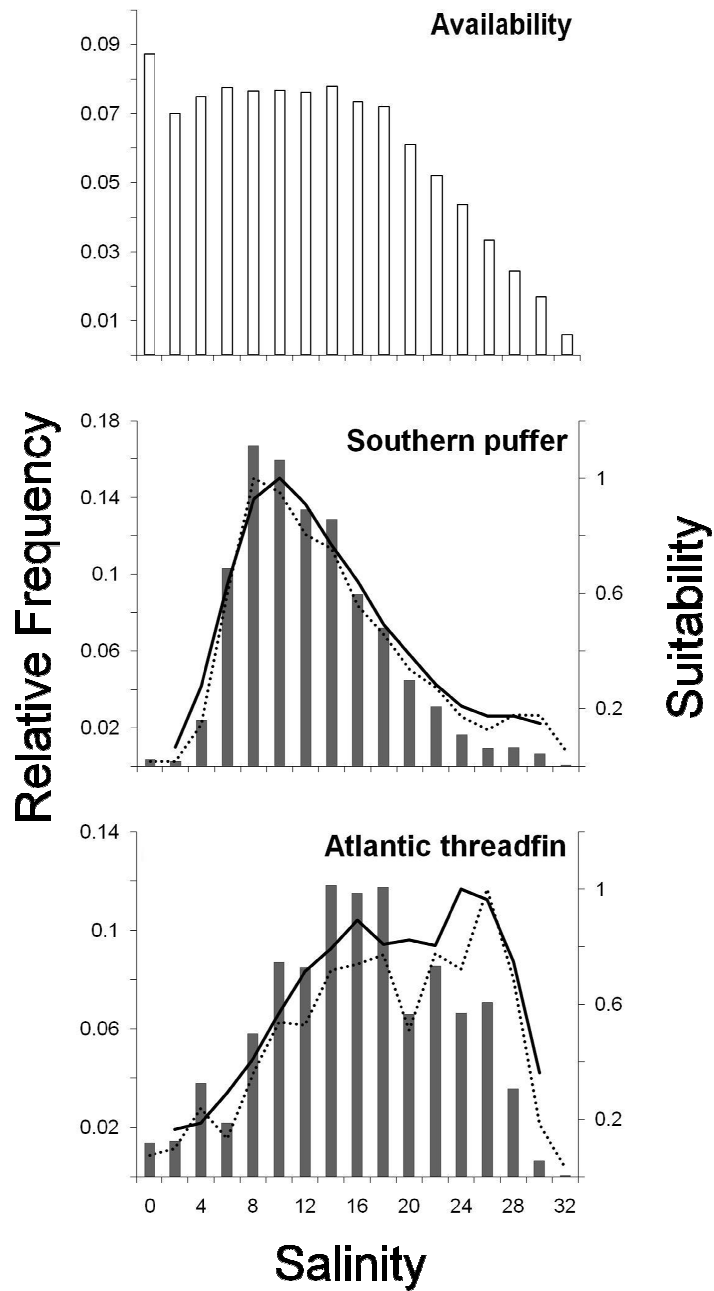 Availability
0.09
0.07
0.05
0.03
0.01
Relative Frequency
Suitability
Southern puffer
0.18
0.14
0.1
0.06
0.02
1
0.6
0.2
Atlantic threadfin
0.14
0.1
0.06
0.02
1
0.6
0.2
0 4 8 12 16 20 24 28 32
Salinity